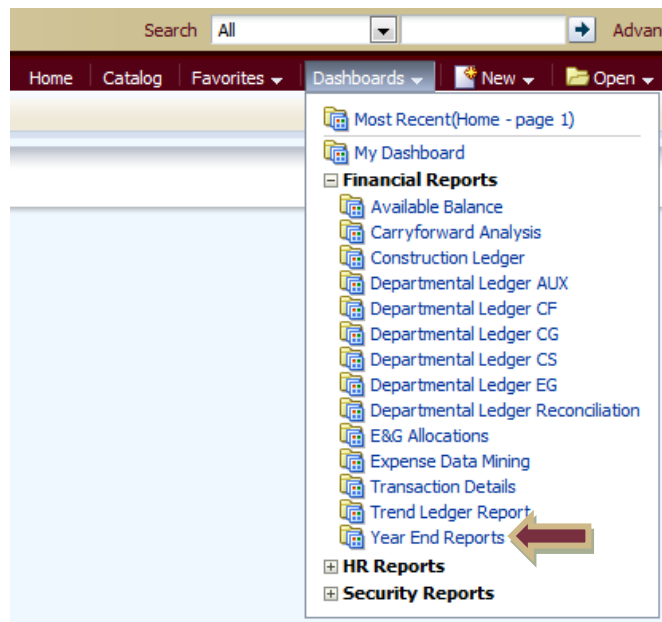 Search All Advan
Home Catalog Favorites Dashboards New Open
Most Recent(Home - page 1)
My Dashboard
Financial Reports
Available Balance
Carryforward Analysis
Construction Ledger
Departmental Ledger AUX
Departmental Ledger CF
Departmental Ledger CG
Departmental Ledger CS
Departmental Ledger EG
Departmental Ledger Reconciliation
E&G Allocations
Expense Data Mining
Transaction Details
Trend Ledger Report
Year End Reports
HR Reports
Security Reports